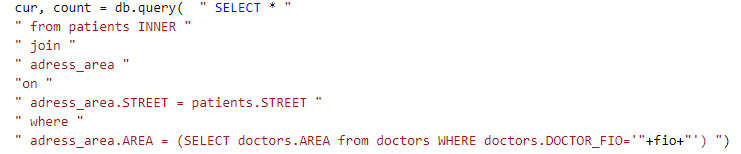 cur, count = db.query(  " SELECT * "
" from patients INNER "
" join "
" adress_area "
"on "
" adress_area.STREET = patients.STREET "
" where "
" adress_area.AREA = (SELECT doctors.AREA from doctors WHERE doctors.DOCTOR_FIO='"+fio+"') ")